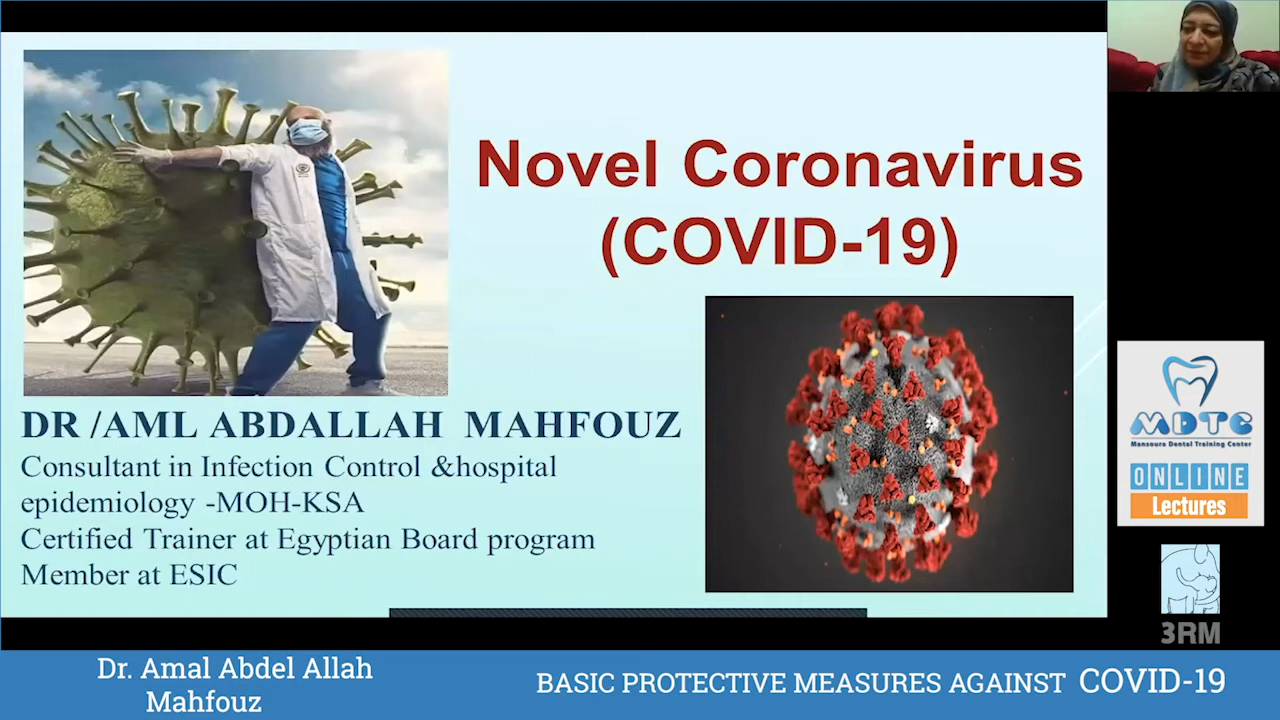 Novel Coronavirus
(COVID-19)
DR /AML ABDALLAH MAHFOUZ
Consultant in Infection Control &hospital
epidemiology -MOH-KSA
Certified Trainer at Egyptian Board program
Member at ESIC
MDTC
Mansoura Dental Training Center
ONLINE
Lectures
3RM
Dr. Amal Abdel Allah
Mahfouz
BASIC PROTECTIVE MEASURES AGAINST COVID-19